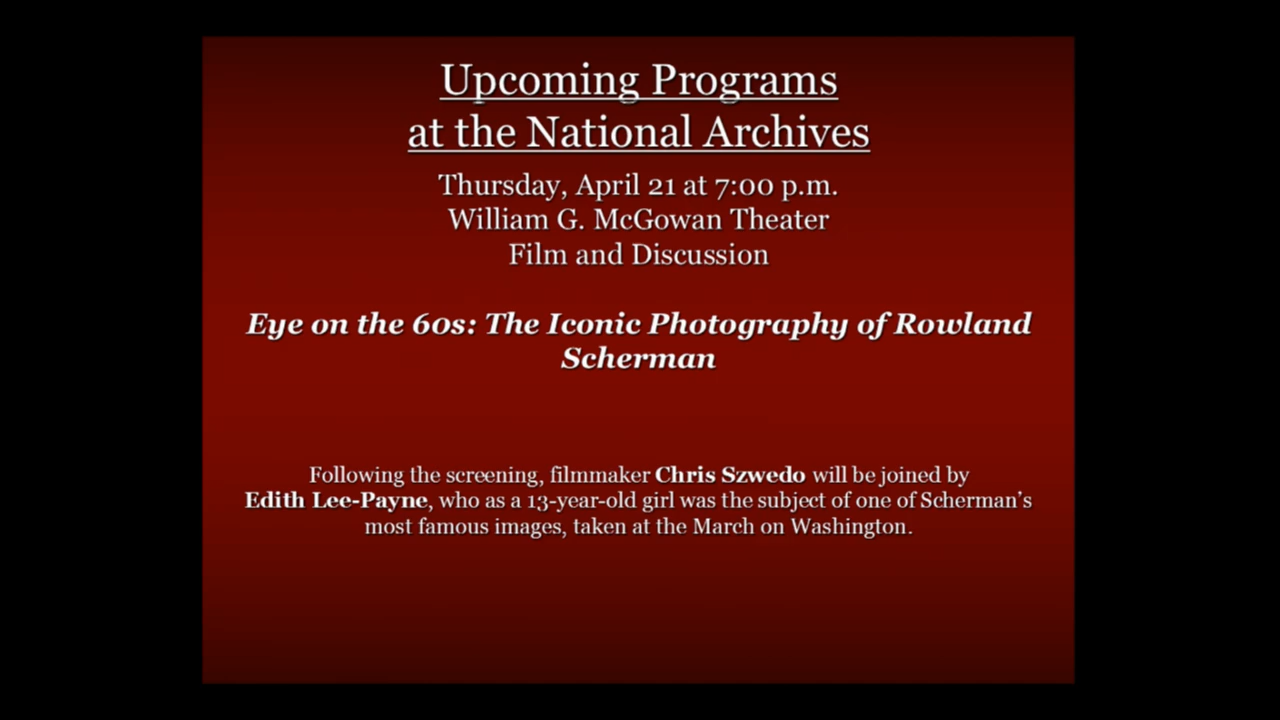 Upcoming Programs
at the National Archives
Thursday, April 21 at 7:00 p.m.
William G. McGowan Theater
Film and Discussion
Eye on the 60s: The Iconic Photography of Rowland
Scherman
Following the screening, filmmaker Chris Szwedo will be joined by
Edith Lee-Payne, who as a 13-year-old girl was the subject of one of Scherman’s
most famous images, taken at the March on Washington.